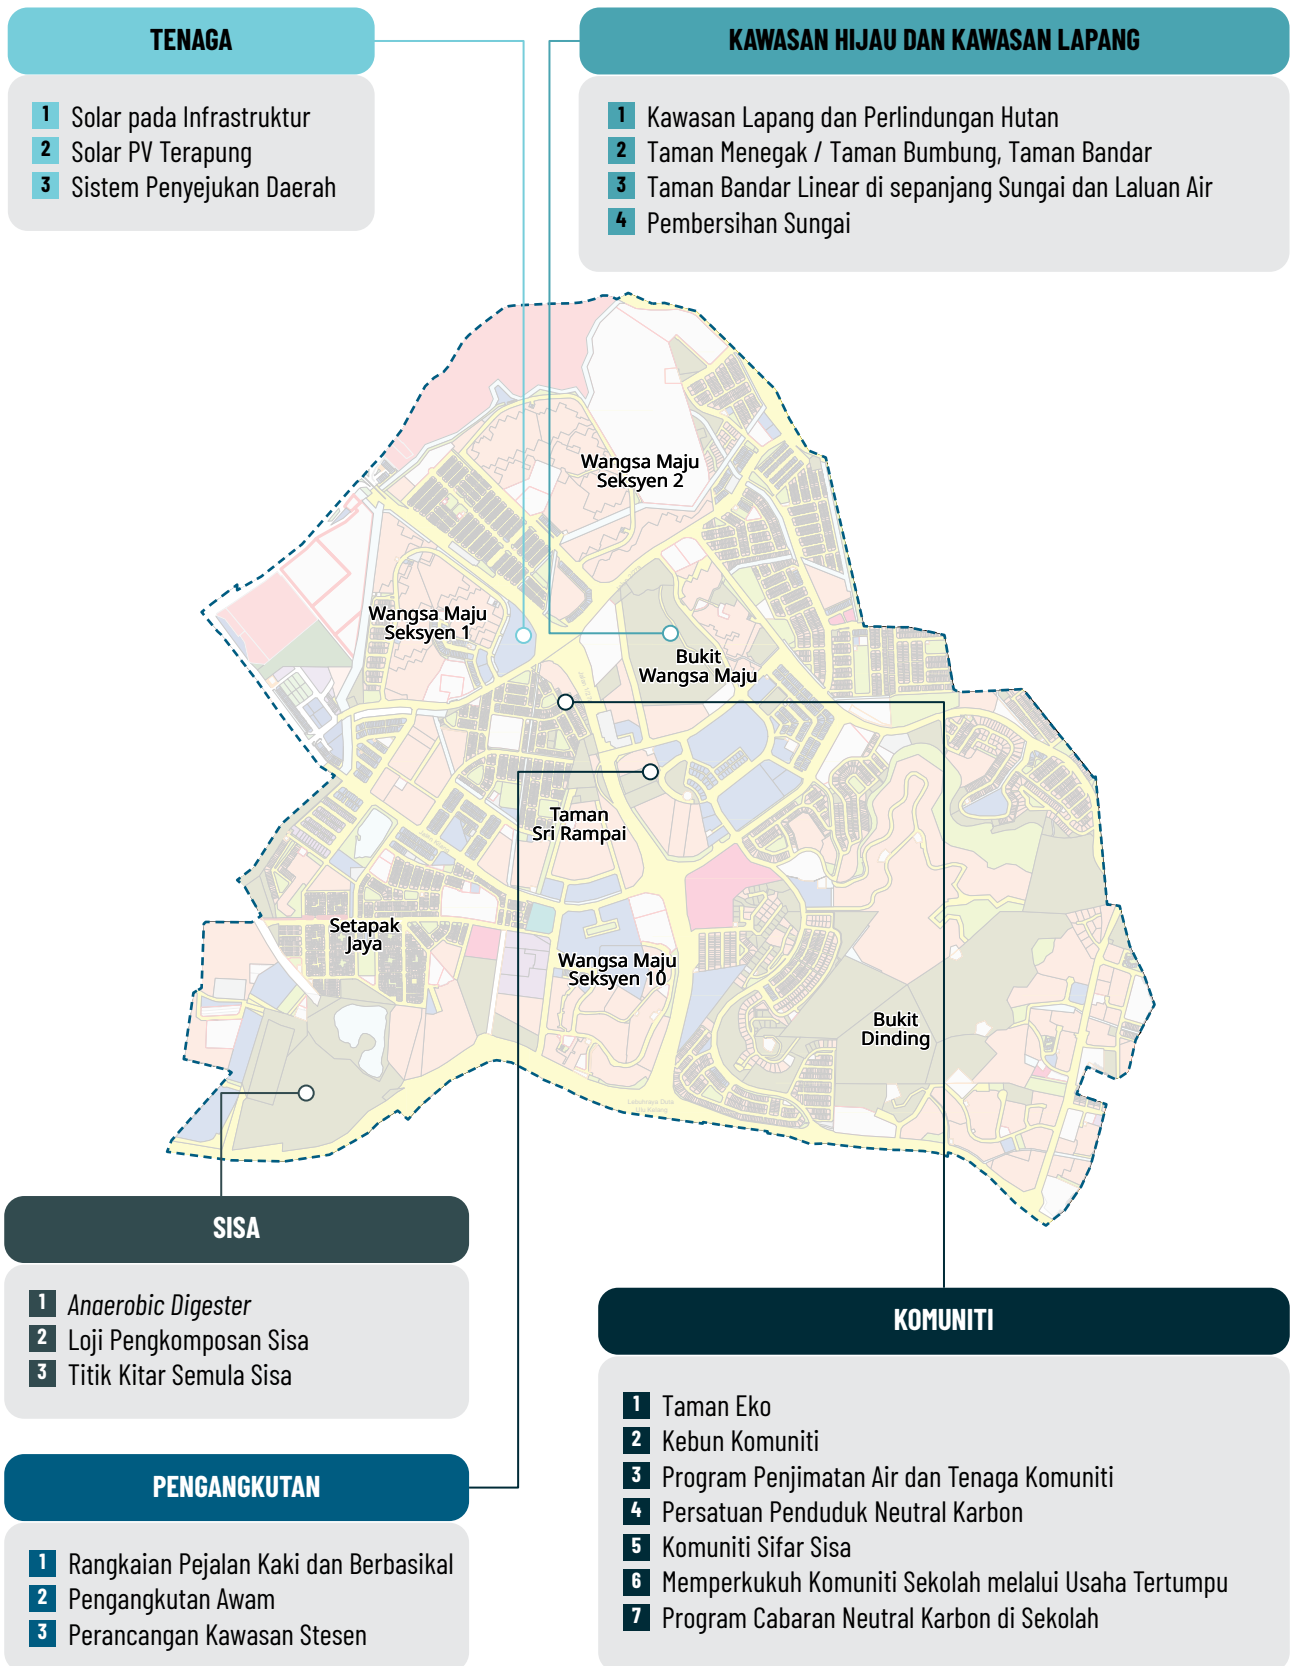 TENAGA
1 Solar pada Infrastruktur
2 Solar PV Terapung
3 Sistem Penyejukan Daerah
KAWASAN HIJAU DAN KAWASAN LAPANG
1 Kawasan Lapang dan Perlindungan Hutan
2 Taman Menegak / Taman Bumbung, Taman Bandar
3 Taman Bandar Linear di sepanjang Sungai dan Laluan Air
4 Pembersihan Sungai
Wangsa Maju
Seksyen 2
Wangsa Maju
Seksyen 1
Bukit
Wangsa Maju
Taman
Sri Rampai
Setapak
Jaya
Wangsa Maju
Seksyen 10
Bukit
Dinding
Lebuhraya Duta
Ulu Kelang
SISA
1 Anaerobic Digester
2 Loji Pengkomposan Sisa
3 Titik Kitar Semula Sisa
PENGANGKUTAN
1 Rangkaian Pejalan Kaki dan Berbasikal
2 Pengangkutan Awam
3 Perancangan Kawasan Stesen
KOMUNITI
1 Taman Eko
2 Kebun Komuniti
3 Program Penjimatan Air dan Tenaga Komuniti
4 Persatuan Penduduk Neutral Karbon
5 Komuniti Sifar Sisa
6 Memperkukuh Komuniti Sekolah melalui Usaha Tertumpu
7 Program Cabaran Neutral Karbon di Sekolah